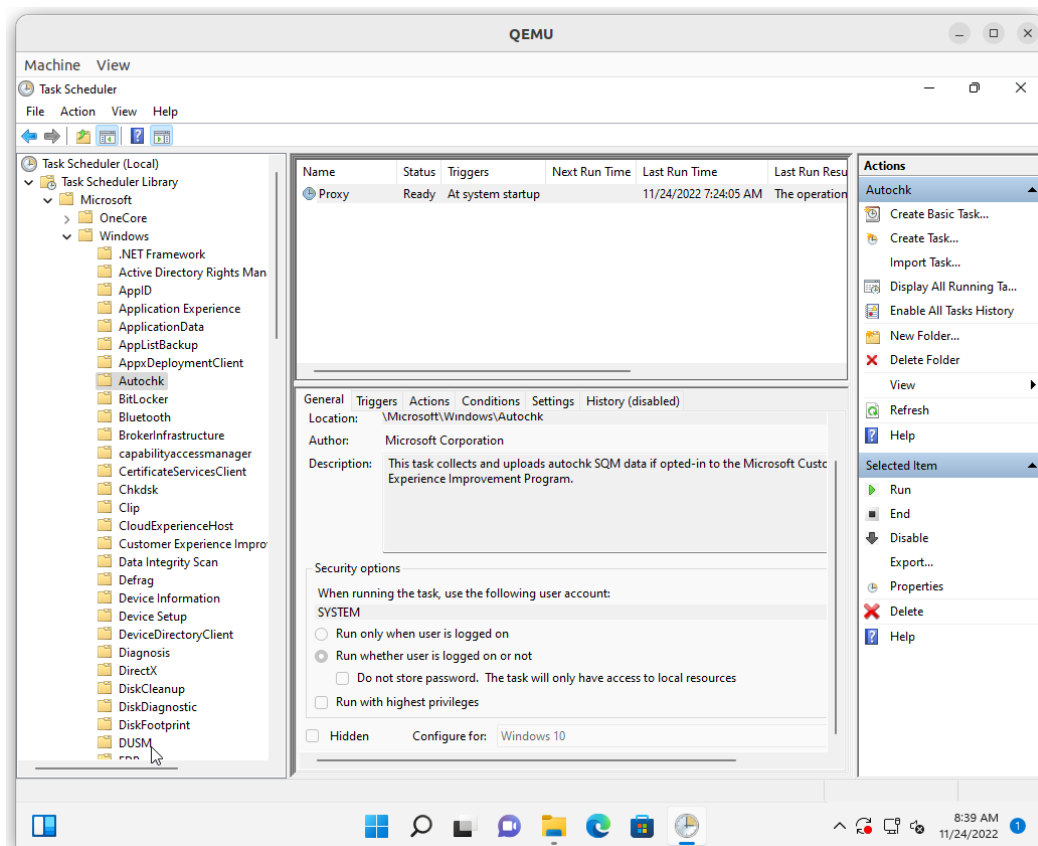 QEMU
Machine View
Task Scheduler
File Action View Help
Task Scheduler (Local)
Task Scheduler Library
Microsoft
OneCore
Windows
.NET Framework
Active Directory Rights Man
AppID
Application Experience
ApplicationData
AppListBackup
AppxDeploymentClient
Autochk
BitLocker
Bluetooth
BrokerInfrastructure
capabilityaccessmanager
CertificateServicesClient
Chkdsk
Clip
CloudExperienceHost
Customer Experience Impro
Data Integrity Scan
Defrag
Device Information
Device Setup
DeviceDirectoryClient
Diagnosis
DirectX
DiskCleanup
DiskDiagnostic
DiskFootprint
DUSM
Name Status Triggers Next Run Time Last Run Time Last Run Resu
Proxy Ready At system startup 11/24/2022 7:24:05 AM The operation
General Triggers Actions Conditions Settings History (disabled)
Location: \Microsoft\Windows\Autochk
Author: Microsoft Corporation
Description: This task collects and uploads autochk SQM data if opted-in to the Microsoft Custc
Experience Improvement Program.
Security options
When running the task, use the following user account:
SYSTEM
Run only when user is logged on
Run whether user is logged on or not
Do not store password. The task will only have access to local resources
Run with highest privileges
Hidden Configure for: Windows 10
Actions
Autochk
Create Basic Task...
Create Task...
Import Task...
Display All Running Ta...
Enable All Tasks History
New Folder...
Delete Folder
View
Refresh
Help
Selected Item
Run
End
Disable
Export...
Properties
Delete
Help
8:39 AM
11/24/2022
1